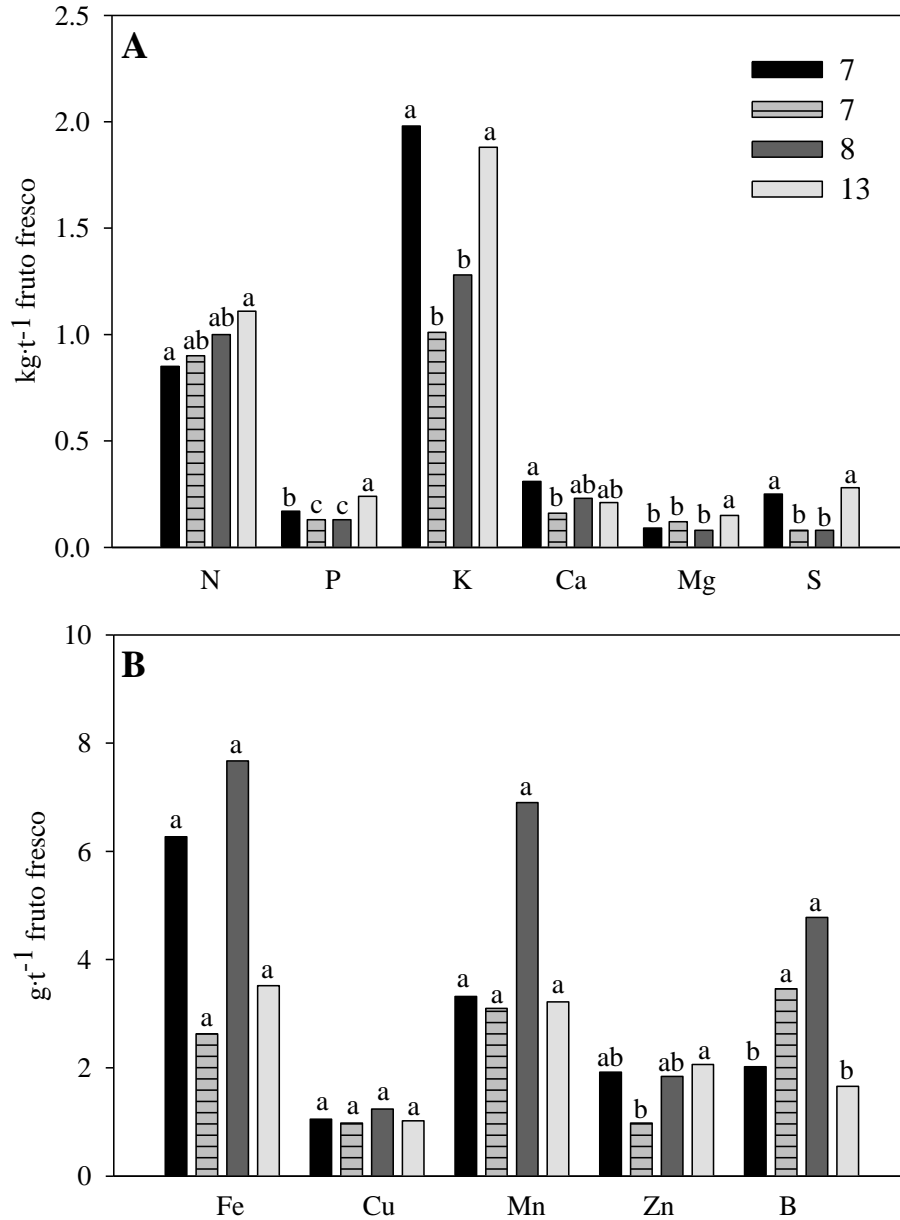 2.5
A
7
7
8
13
2.0
1.5
1.0
0.5
0.0
kg·t-1 fruto fresco
a ab ab a
b c c a
a b b a
a b ab ab
b b b a
a b b a
N P K Ca Mg S
10
B
8
6
4
2
0
g·t-1 fruto fresco
a a a a
a a a a
a a a a
ab b ab a
b a a b
Fe Cu Mn Zn B